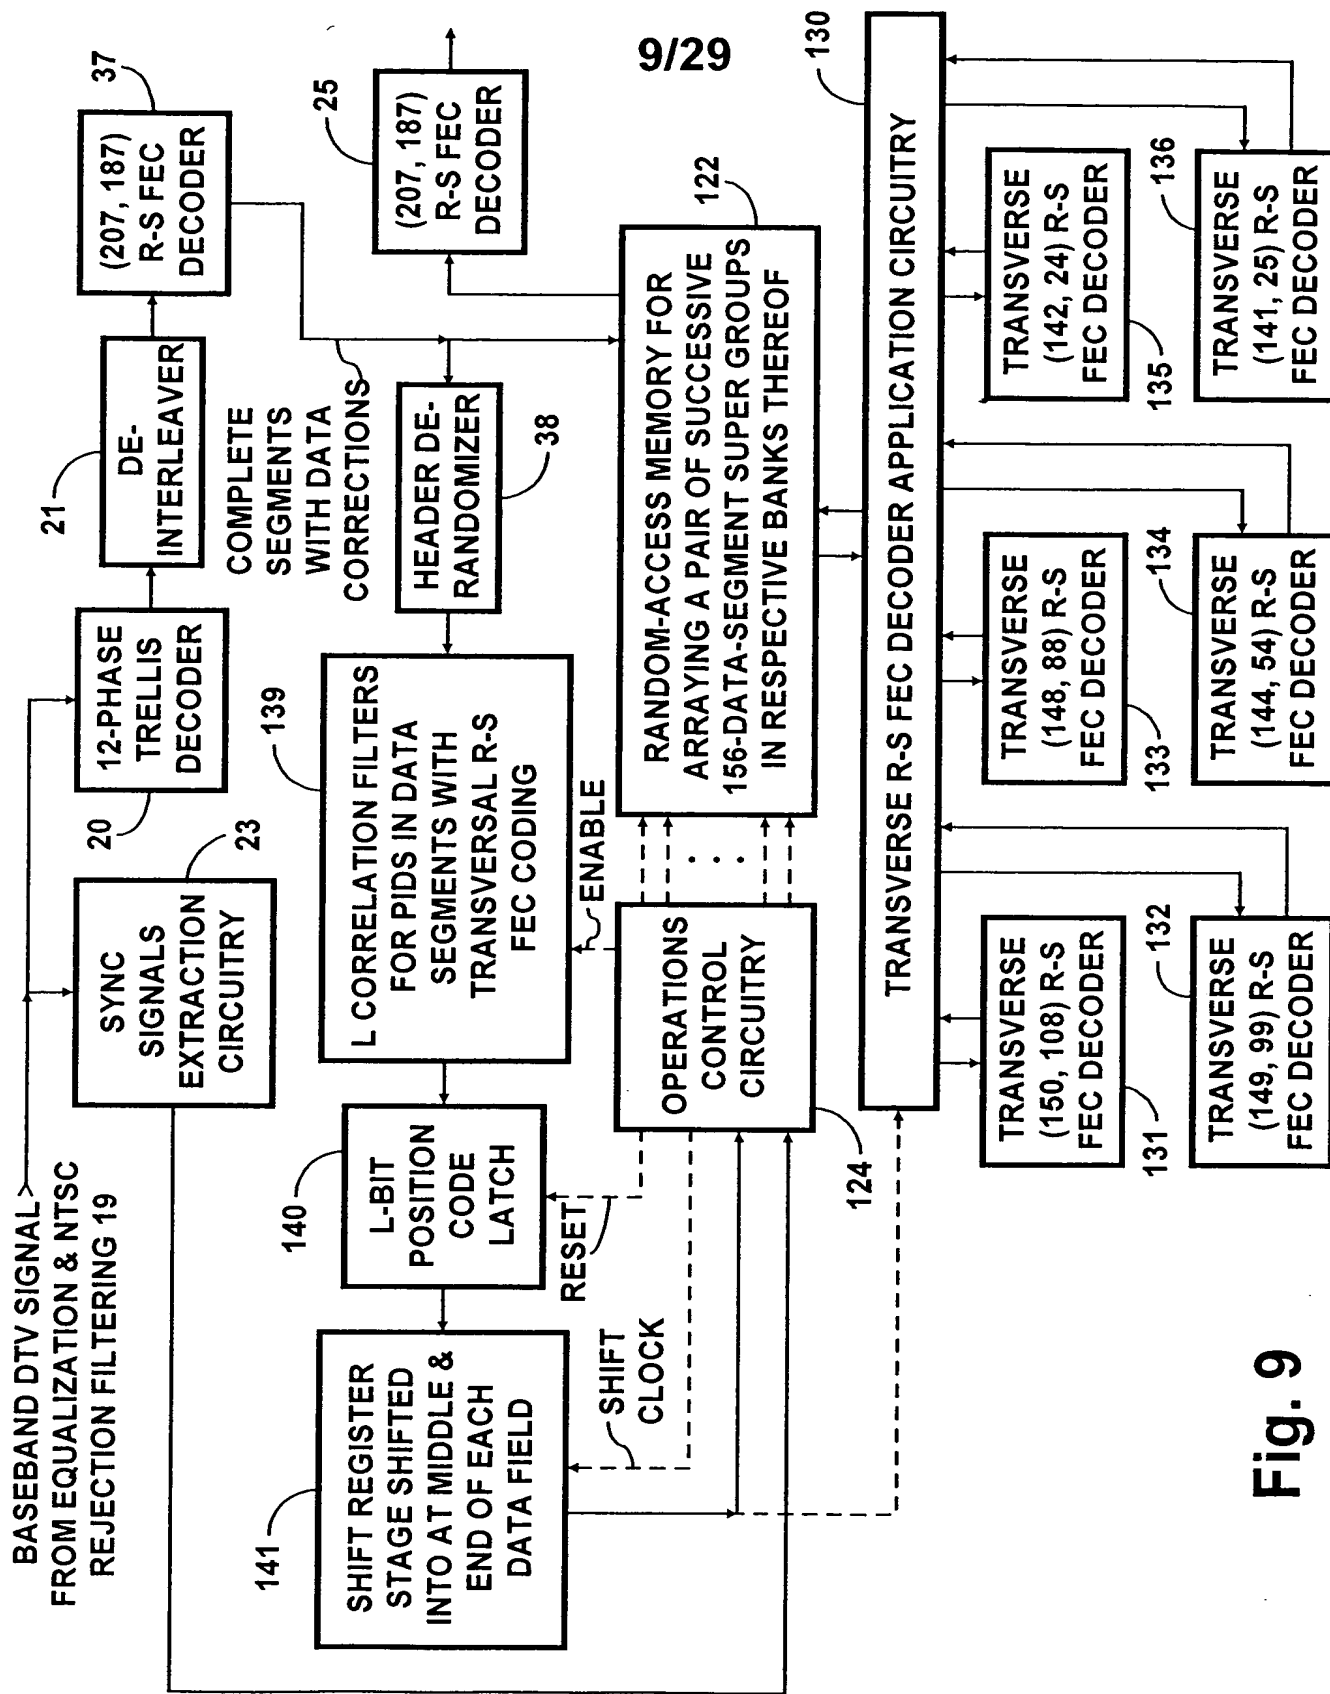 9/29
BASEBAND DTV SIGNAL
FROM EQUALIZATION & NTSC
REJECTION FILTERING 19
SYNC
SIGNALS
EXTRACTION
CIRCUITRY
23
12-PHASE
TRELLIS
DECODER
20
DE-
INTERLEAVER
21
(207, 187)
R-S FEC
DECODER
37
COMPLETE
SEGMENTS
WITH DATA
CORRECTIONS
(207, 187)
R-S FEC
DECODER
25
HEADER DE-
RANDOMIZER
38
L CORRELATION FILTERS
FOR PIDS IN DATA
SEGMENTS WITH
TRANSVERSAL R-S
FEC CODING
139
L-BIT
POSITION
CODE
LATCH
140
SHIFT REGISTER
STAGE SHIFTED
INTO AT MIDDLE &
END OF EACH
DATA FIELD
141
ENABLE
RESET
SHIFT
CLOCK
OPERATIONS
CONTROL
CIRCUITRY
124
RANDOM-ACCESS MEMORY FOR
ARRAYING A PAIR OF SUCCESSIVE
156-DATA-SEGMENT SUPER GROUPS
IN RESPECTIVE BANKS THEREOF
122
TRANSVERSE R-S FEC DECODER APPLICATION CIRCUITRY
130
TRANSVERSE
(150, 108) R-S
FEC DECODER
131
TRANSVERSE
(149, 99) R-S
FEC DECODER
132
TRANSVERSE
(148, 88) R-S
FEC DECODER
133
TRANSVERSE
(144, 54) R-S
FEC DECODER
134
TRANSVERSE
(142, 24) R-S
FEC DECODER
135
TRANSVERSE
(141, 25) R-S
FEC DECODER
136
Fig. 9